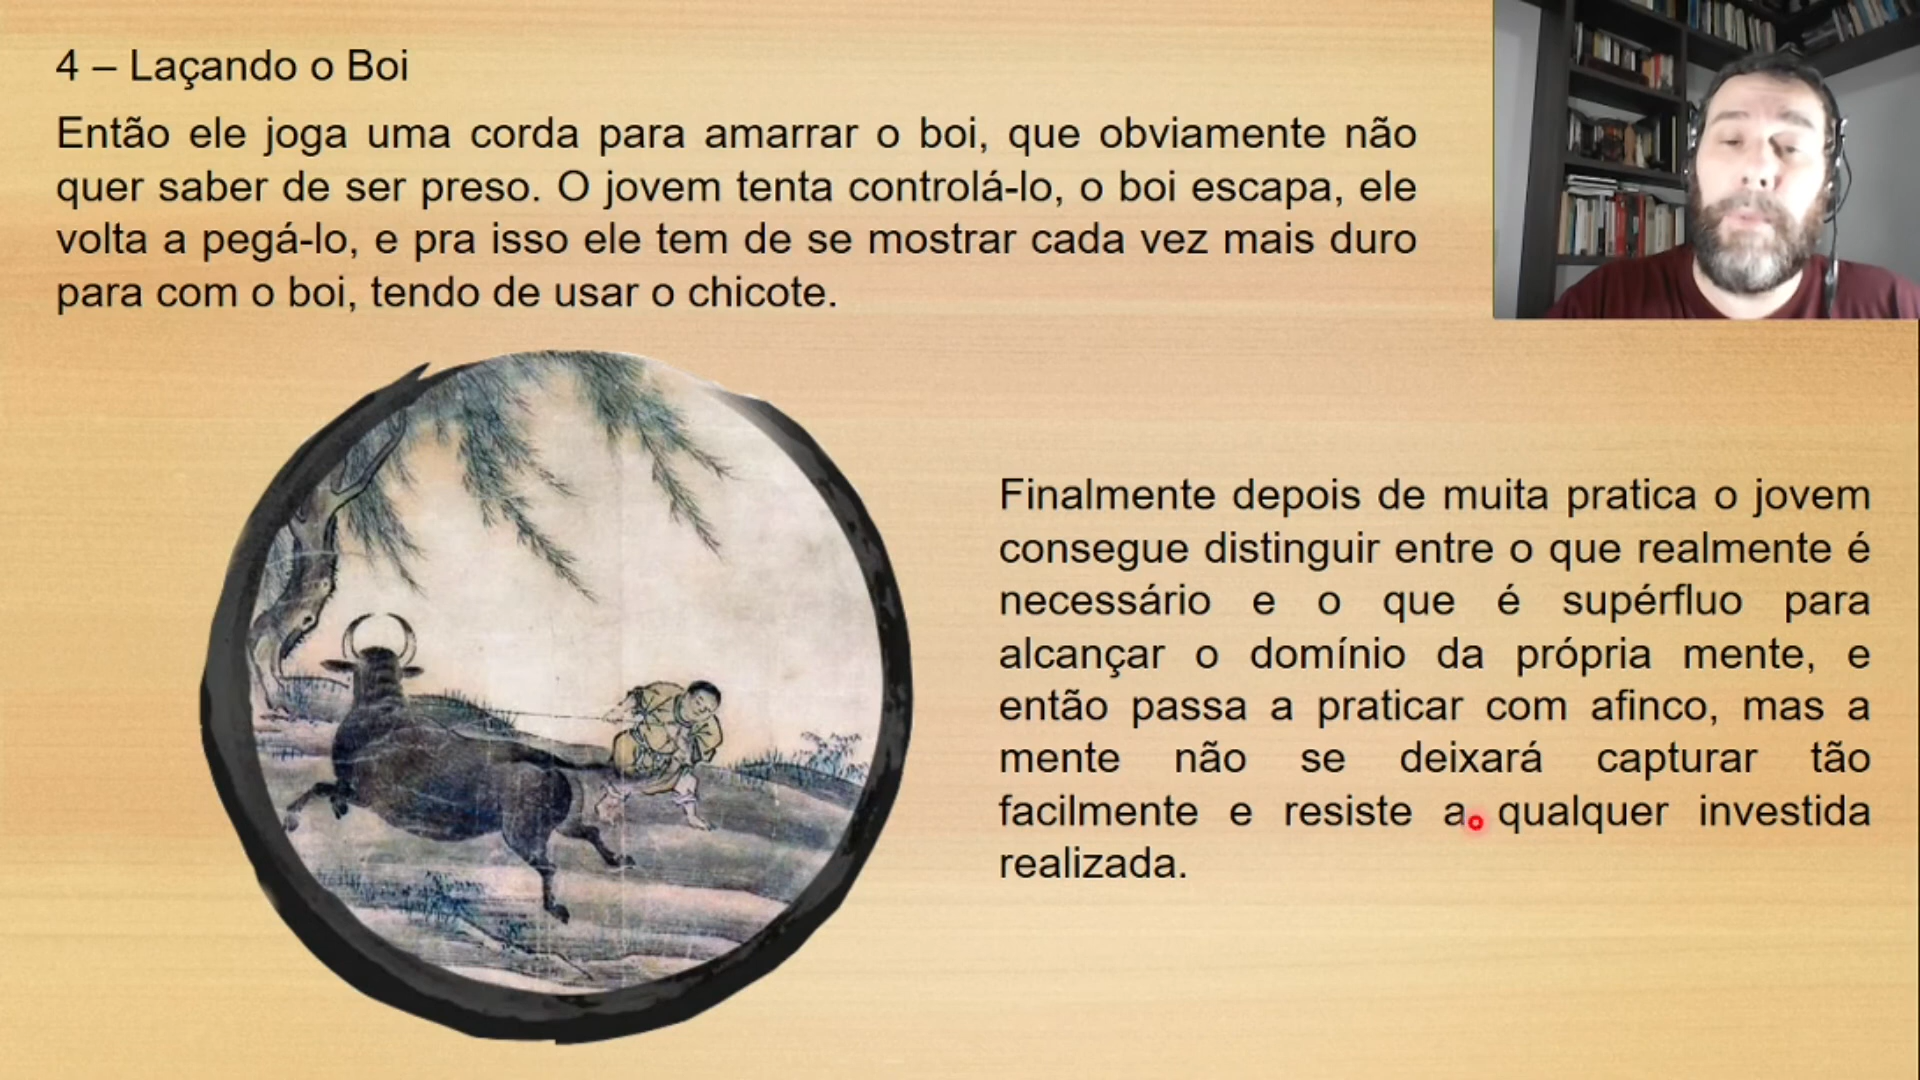 4 – Laçando o Boi
Então ele joga uma corda para amarrar o boi, que obviamente não
quer saber de ser preso. O jovem tenta controlá-lo, o boi escapa, ele
volta a pegá-lo, e pra isso ele tem de se mostrar cada vez mais duro
para com o boi, tendo de usar o chicote.
Finalmente depois de muita pratica o jovem
consegue distinguir entre o que realmente é
necessário e o que é supérfluo para
alcançar o domínio da própria mente, e
então passa a praticar com afinco, mas a
mente não se deixará capturar tão
facilmente e resiste a qualquer investida
realizada.